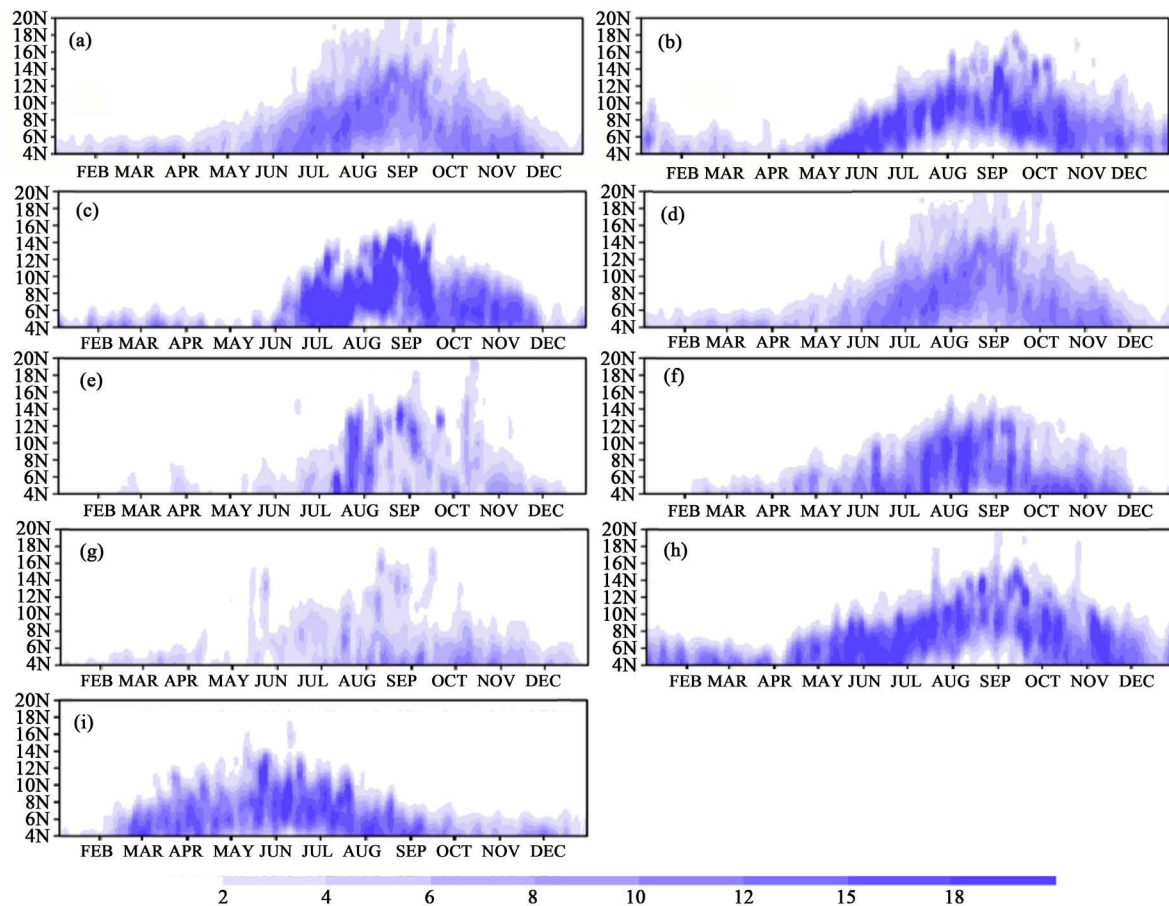 20N
18N
16N
14N
12N
10N
8N
6N
4N
(a)
FEB MAR APR MAY JUN JUL AUG SEP OCT NOV DEC
20N
18N
16N
14N
12N
10N
8N
6N
4N
(b)
FEB MAR APR MAY JUN JUL AUG SEP OCT NOV DEC
20N
18N
16N
14N
12N
10N
8N
6N
4N
(c)
FEB MAR APR MAY JUN JUL AUG SEP OCT NOV DEC
20N
18N
16N
14N
12N
10N
8N
6N
4N
(d)
FEB MAR APR MAY JUN JUL AUG SEP OCT NOV DEC
20N
18N
16N
14N
12N
10N
8N
6N
4N
(e)
FEB MAR APR MAY JUN JUL AUG SEP OCT NOV DEC
20N
18N
16N
14N
12N
10N
8N
6N
4N
(f)
FEB MAR APR MAY JUN JUL AUG SEP OCT NOV DEC
20N
18N
16N
14N
12N
10N
8N
6N
4N
(g)
FEB MAR APR MAY JUN JUL AUG SEP OCT NOV DEC
20N
18N
16N
14N
12N
10N
8N
6N
4N
(h)
FEB MAR APR MAY JUN JUL AUG SEP OCT NOV DEC
20N
18N
16N
14N
12N
10N
8N
6N
4N
(i)
FEB MAR APR MAY JUN JUL AUG SEP OCT NOV DEC
2 4 6 8 10 12 15 18